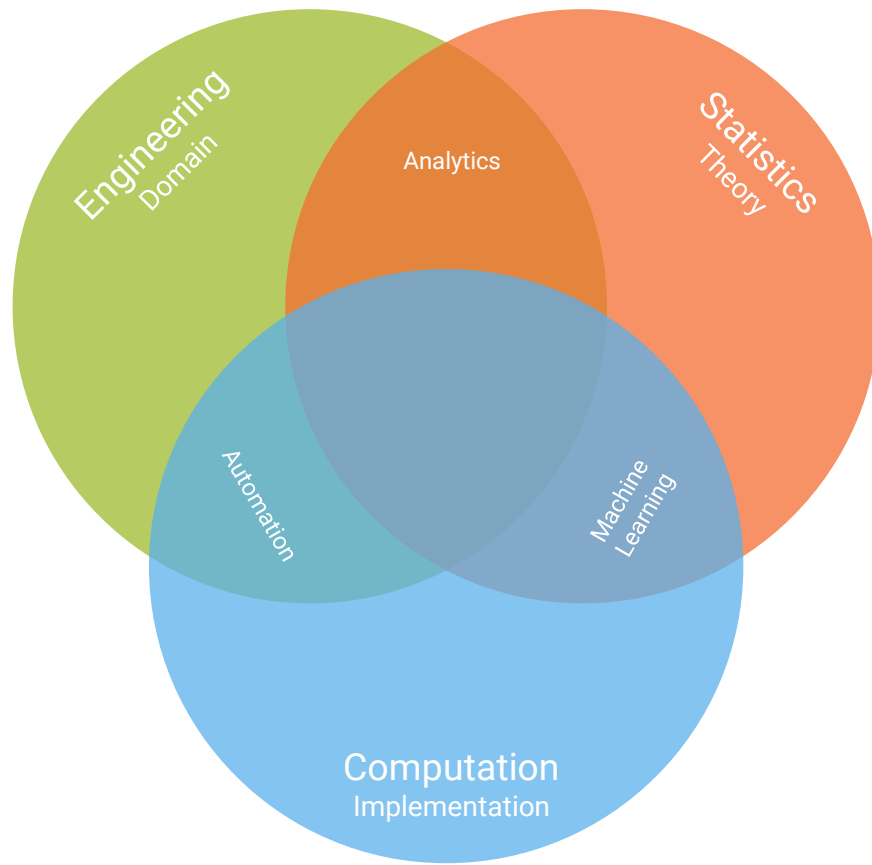 Engineering
Domain
Statistics
Theory
Analytics
Automation
Machine
Learning
Computation
Implementation